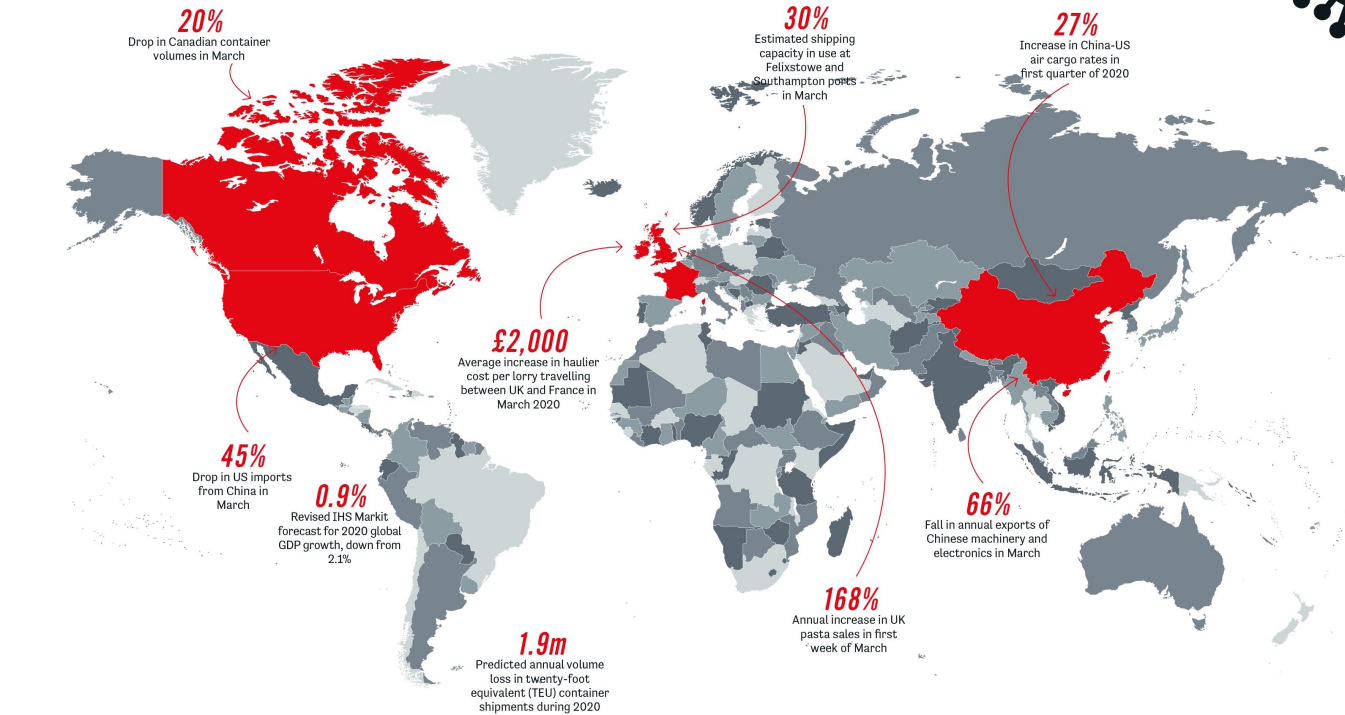 20%
Drop in Canadian container
volumes in March
30%
Estimated shipping
capacity in use at
Felixstowe and
Southampton ports
in March
27%
Increase in China-US
air cargo rates in
first quarter of 2020
£2,000
Average increase in haulier
cost per lorry travelling
between UK and France in
March 2020
45%
Drop in US imports
from China in
March
0.9%
Revised IHS Markit
forecast for 2020 global
GDP growth, down from
2.1%
66%
Fall in annual exports of
Chinese machinery and
electronics in March
168%
Annual increase in UK
pasta sales in first
week of March
1.9m
Predicted annual volume
loss in twenty-foot
equivalent (TEU) container
shipments during 2020